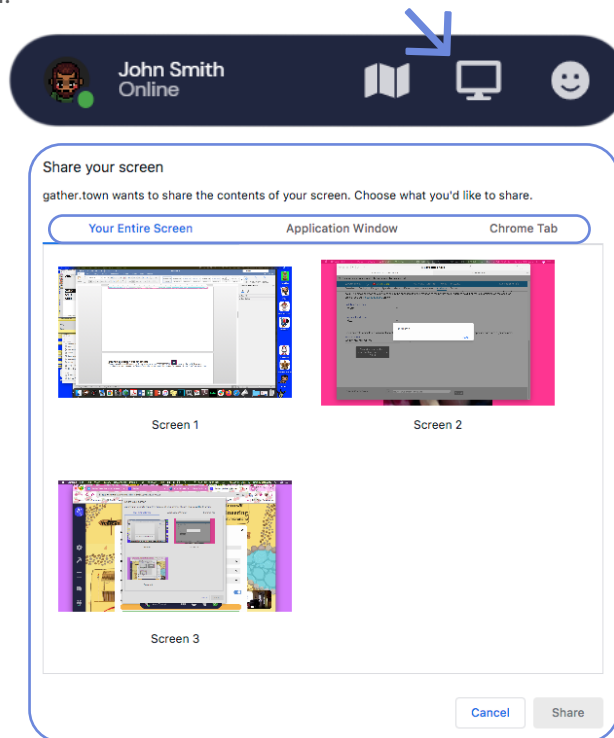 John Smith
Online
Share your screen
gather.town wants to share the contents of your screen. Choose what you'd like to share.
Your Entire Screen Application Window Chrome Tab
Screen 1 Screen 2
Screen 3
Cancel Share